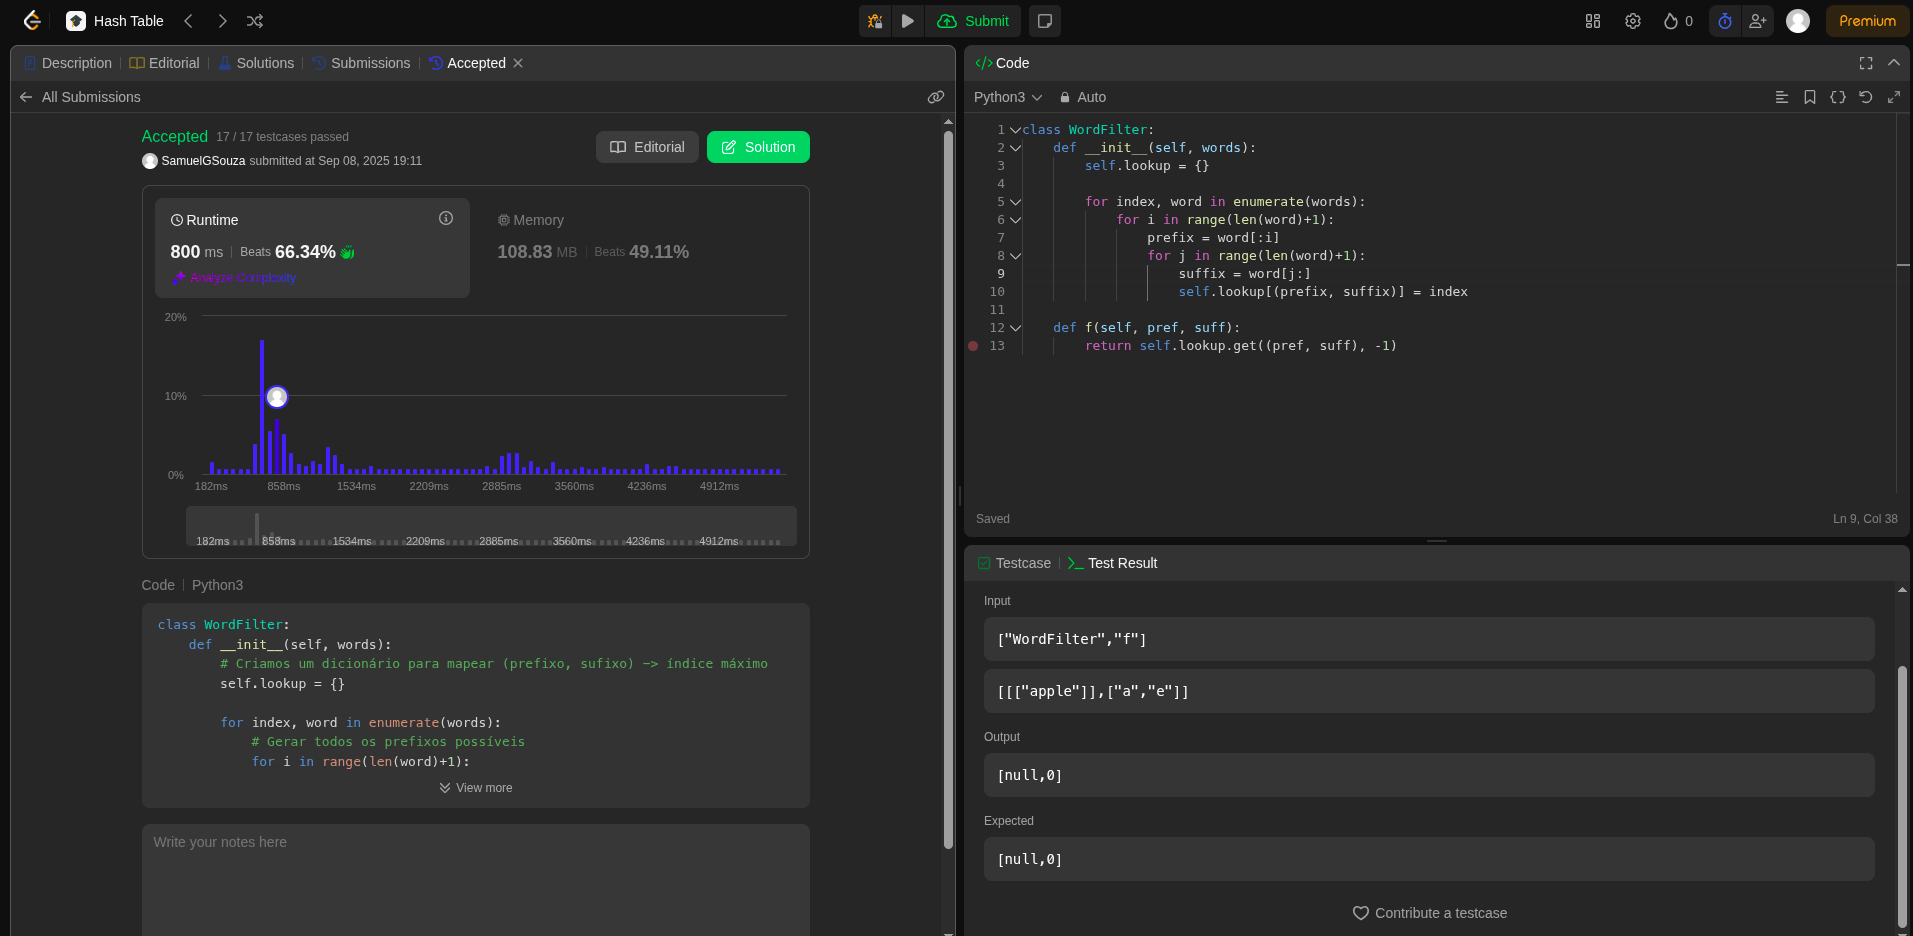 Hash Table
Submit
0
Premium
Description | Editorial | Solutions | Submissions | Accepted
All Submissions
Accepted 17 / 17 testcases passed
SamuelGSouza submitted at Sep 08, 2025 19:11
Editorial
Solution
Runtime
800 ms | Beats 66.34%
Analyze Complexity
Memory
108.83 MB | Beats 49.11%
20%
10%
0%
182ms 858ms 1534ms 2209ms 2885ms 3560ms 4236ms 4912ms
182ms 858ms 1534ms 2209ms 2885ms 3560ms 4236ms 4912ms
Code | Python3
class WordFilter:
    def __init__(self, words):
        # Criamos um dicionário para mapear (prefixo, sufixo) -> índice máximo
        self.lookup = {}
        for index, word in enumerate(words):
            # Gerar todos os prefixos possíveis
            for i in range(len(word)+1):
View more
Write your notes here
Code
Python3
Auto
1 class WordFilter:
2     def __init__(self, words):
3         self.lookup = {}
4
5         for index, word in enumerate(words):
6             for i in range(len(word)+1):
7                 prefix = word[:i]
8                 for j in range(len(word)+1):
9                     suffix = word[j:]
10                     self.lookup[(prefix, suffix)] = index
11
12     def f(self, pref, suff):
13         return self.lookup.get((pref, suff), -1)
Saved
Ln 9, Col 38
Testcase | Test Result
Input
["WordFilter","f"]
[[["apple"]],["a","e"]]
Output
[null,0]
Expected
[null,0]
Contribute a testcase